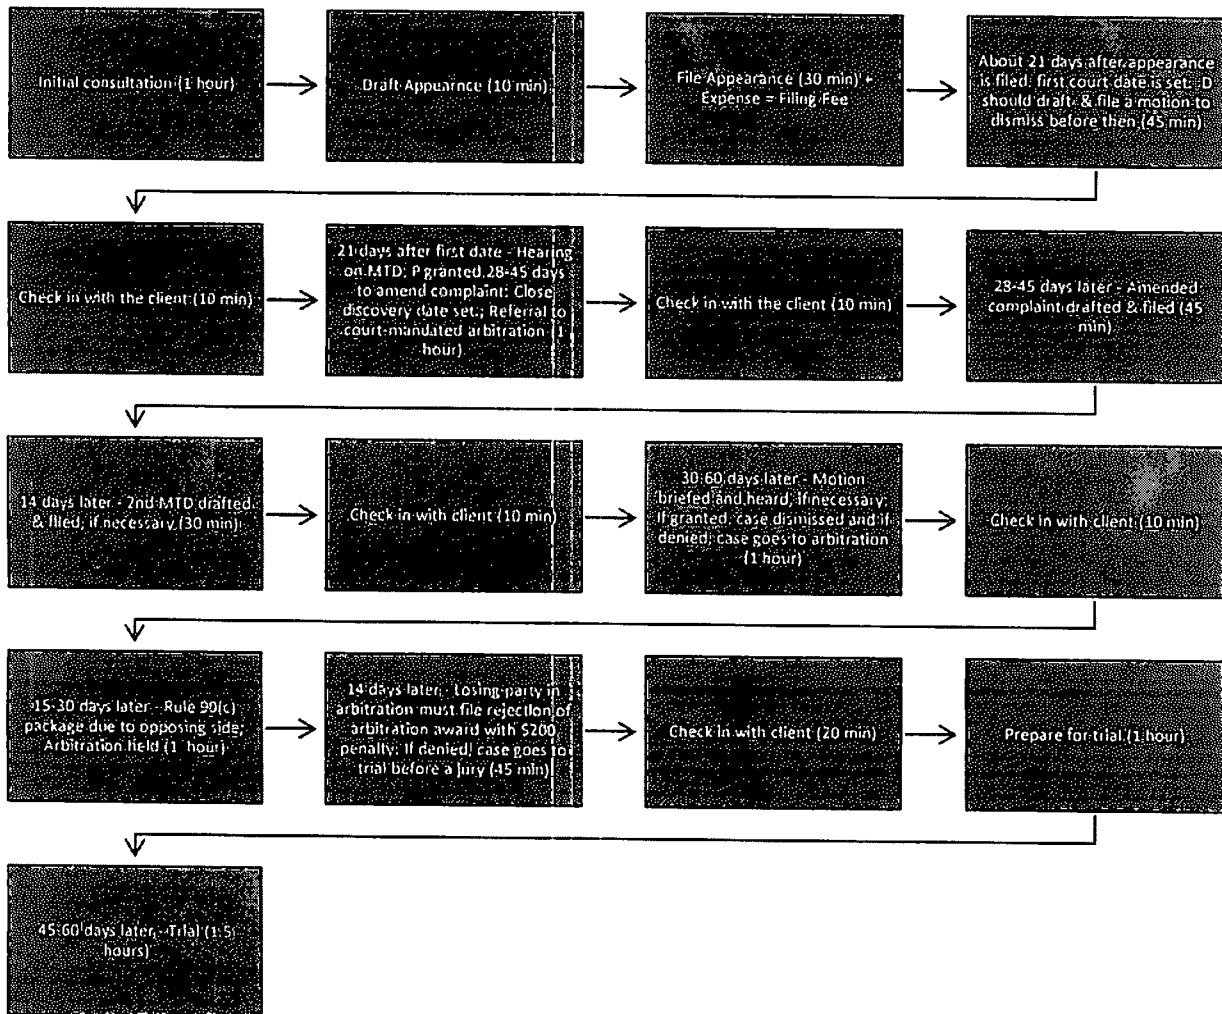 Initial consultation (1 hour)
Draft Appearnce (10 min)
File Appearance (30 min) +
Expense = Filing Fee
About 21 days after appearance
is filed, first court date is set. D
should draft & file a motion to
dismiss before then (45 min)
Check in with the client (10 min)
21 days after first date - Hearing
on MTD; P granted 28-45 days
to amend complaint; Close
discovery date set.; Referral to
court-mandated arbitration (1
hour)
Check in with the client (10 min)
28-45 days later - Amended
complaint drafted & filed (45
min)
14 days later - 2nd MTD drafted
& filed, if necessary (30 min)
Check in with client (10 min)
30-60 days later - Motion
briefed and heard, if necessary;
If granted, case dismissed and if
denied, case goes to arbitration
(1 hour)
Check in with client (10 min)
15-30 days later - Rule 90(c)
package due to opposing side;
Arbitration held (1 hour)
14 days later - Losing party in
arbitration must file rejection of
arbitration award with $200
penalty; If denied, case goes to
trial before a jury (45 min)
Check in with client (20 min)
Prepare for trial (1 hour)
45-60 days later - Trial (1.5
hours)